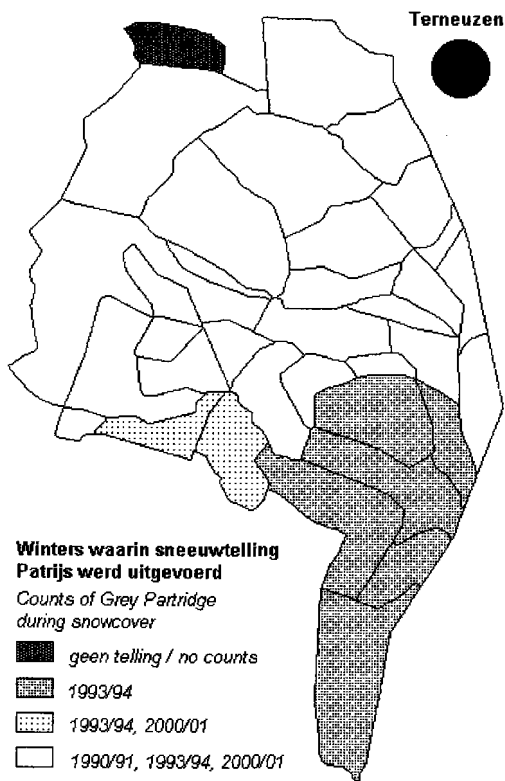 Terneuzen
Winters waarin sneeuwtelling
Patrijs werd uitgevoerd
Counts of Grey Partridge
during snowcover
geen telling / no counts
1993/94
1993/94, 2000/01
1990/91, 1993/94, 2000/01